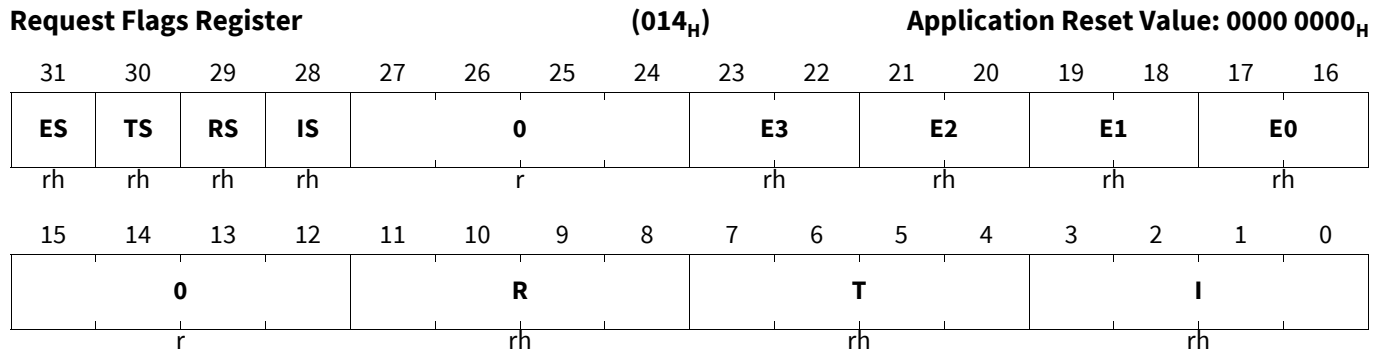 Request Flags Register (014H) Application Reset Value: 0000 0000H
31 30 29 28 27 26 25 24 23 22 21 20 19 18 17 16
ES TS RS IS 0 E3 E2 E1 E0
rh rh rh rh r rh rh rh rh
15 14 13 12 11 10 9 8 7 6 5 4 3 2 1 0
0 R T I
r rh rh rh